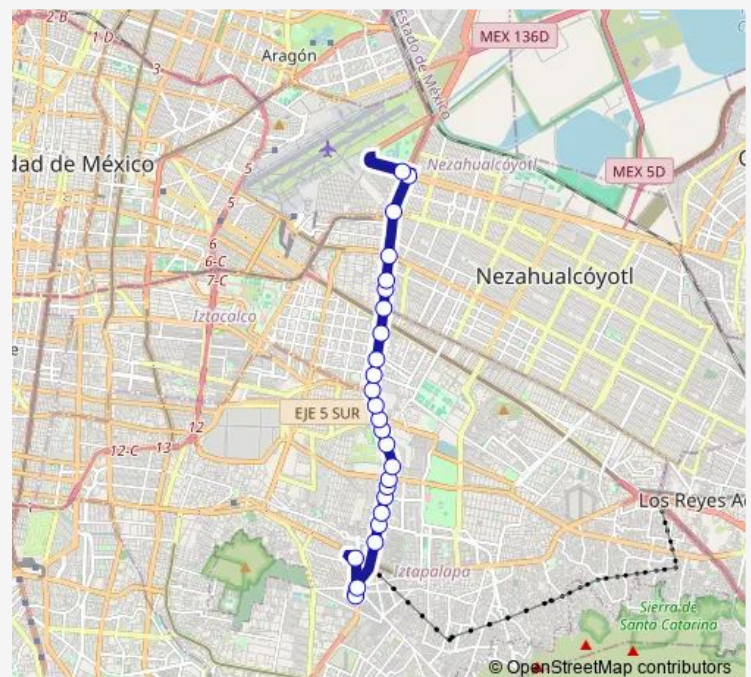 2-B
1-D
3
Aragón
Estado de México
MEX 136D
dad de México
5
Nezahualcóyotl
MEX 5D
5
5
6
6-C
7-C
Nezahualcóyotl
Iztacalco
EJE 5 SUR
12
12-C
13
Los Reyes Ac
Iztapalapa
Sierra de
Santa Catarina
© OpenStreetMap contributors